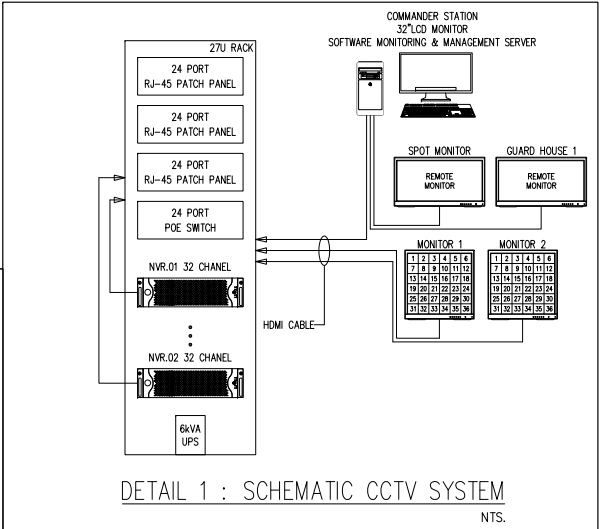 COMMANDER STATION
32"LCD MONITOR
SOFTWARE MONITORING & MANAGEMENT SERVER
27U RACK
24 PORT
RJ-45 PATCH PANEL
24 PORT
RJ-45 PATCH PANEL
24 PORT
RJ-45 PATCH PANEL
24 PORT
POE SWITCH
NVR.01 32 CHANEL
NVR.02 32 CHANEL
6kVA
UPS
HDMI CABLE
SPOT MONITOR
REMOTE
MONITOR
GUARD HOUSE 1
REMOTE
MONITOR
MONITOR 1
1 2 3 4 5 6
7 8 9 10 11 12
13 14 15 16 17 18
19 20 21 22 23 24
25 26 27 28 29 30
31 32 33 34 35 36
MONITOR 2
1 2 3 4 5 6
7 8 9 10 11 12
13 14 15 16 17 18
19 20 21 22 23 24
25 26 27 28 29 30
31 32 33 34 35 36
DETAIL 1 : SCHEMATIC CCTV SYSTEM
NTS.